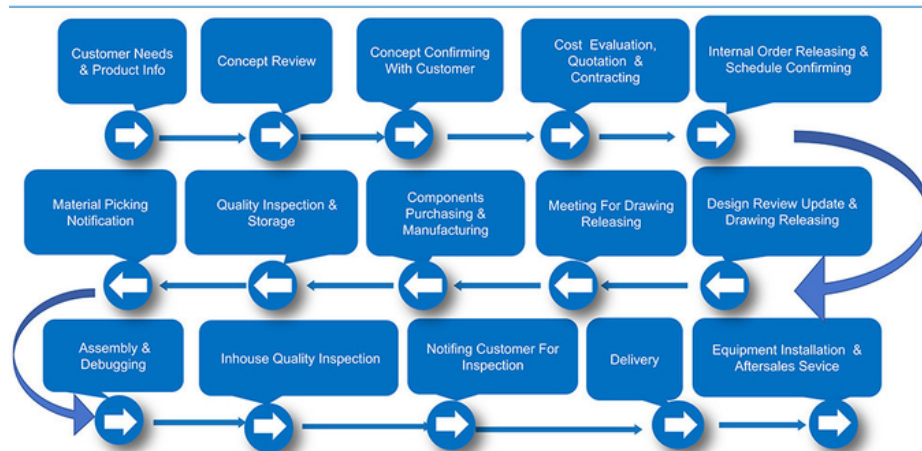 Customer Needs
& Product Info
Concept Review
Concept Confirming
With Customer
Cost Evaluation,
Quotation &
Contracting
Internal Order Releasing &
Schedule Confirming
Material Picking
Notification
Quality Inspection &
Storage
Components
Purchasing &
Manufacturing
Meeting For Drawing
Releasing
Design Review Update &
Drawing Releasing
Assembly &
Debugging
Inhouse Quality Inspection
Notifing Customer For
Inspection
Delivery
Equipment Installation &
Aftersales Sevice